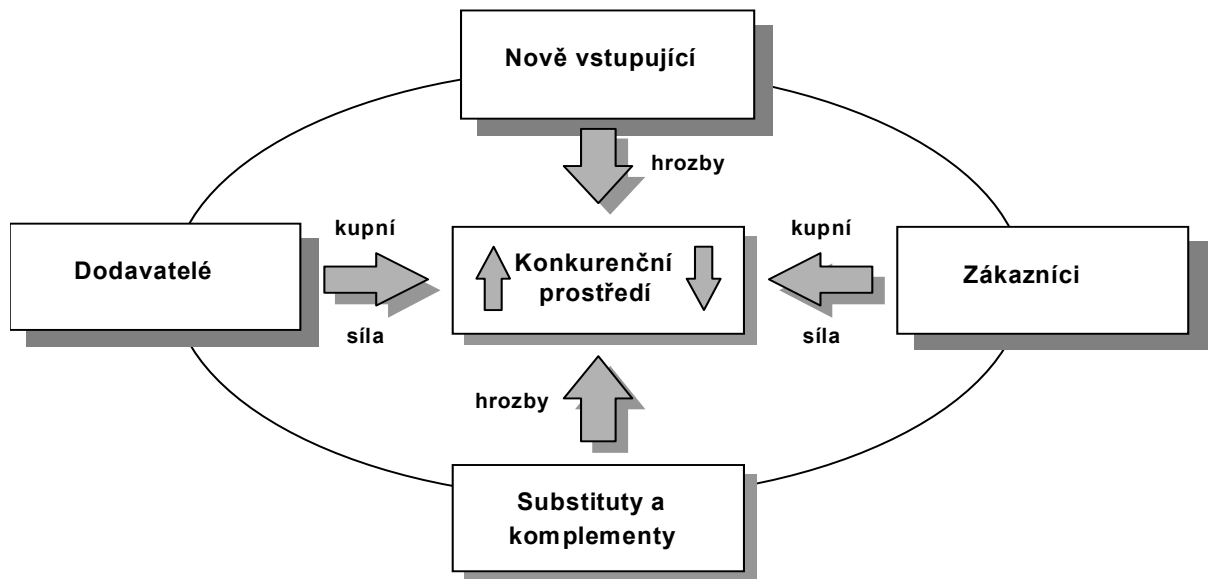 Nově vstupující
hrozby
Dodavatelé
kupní
síla
Konkurenční
prostředí
kupní
síla
Zákazníci
hrozby
Substituty a
komplementy